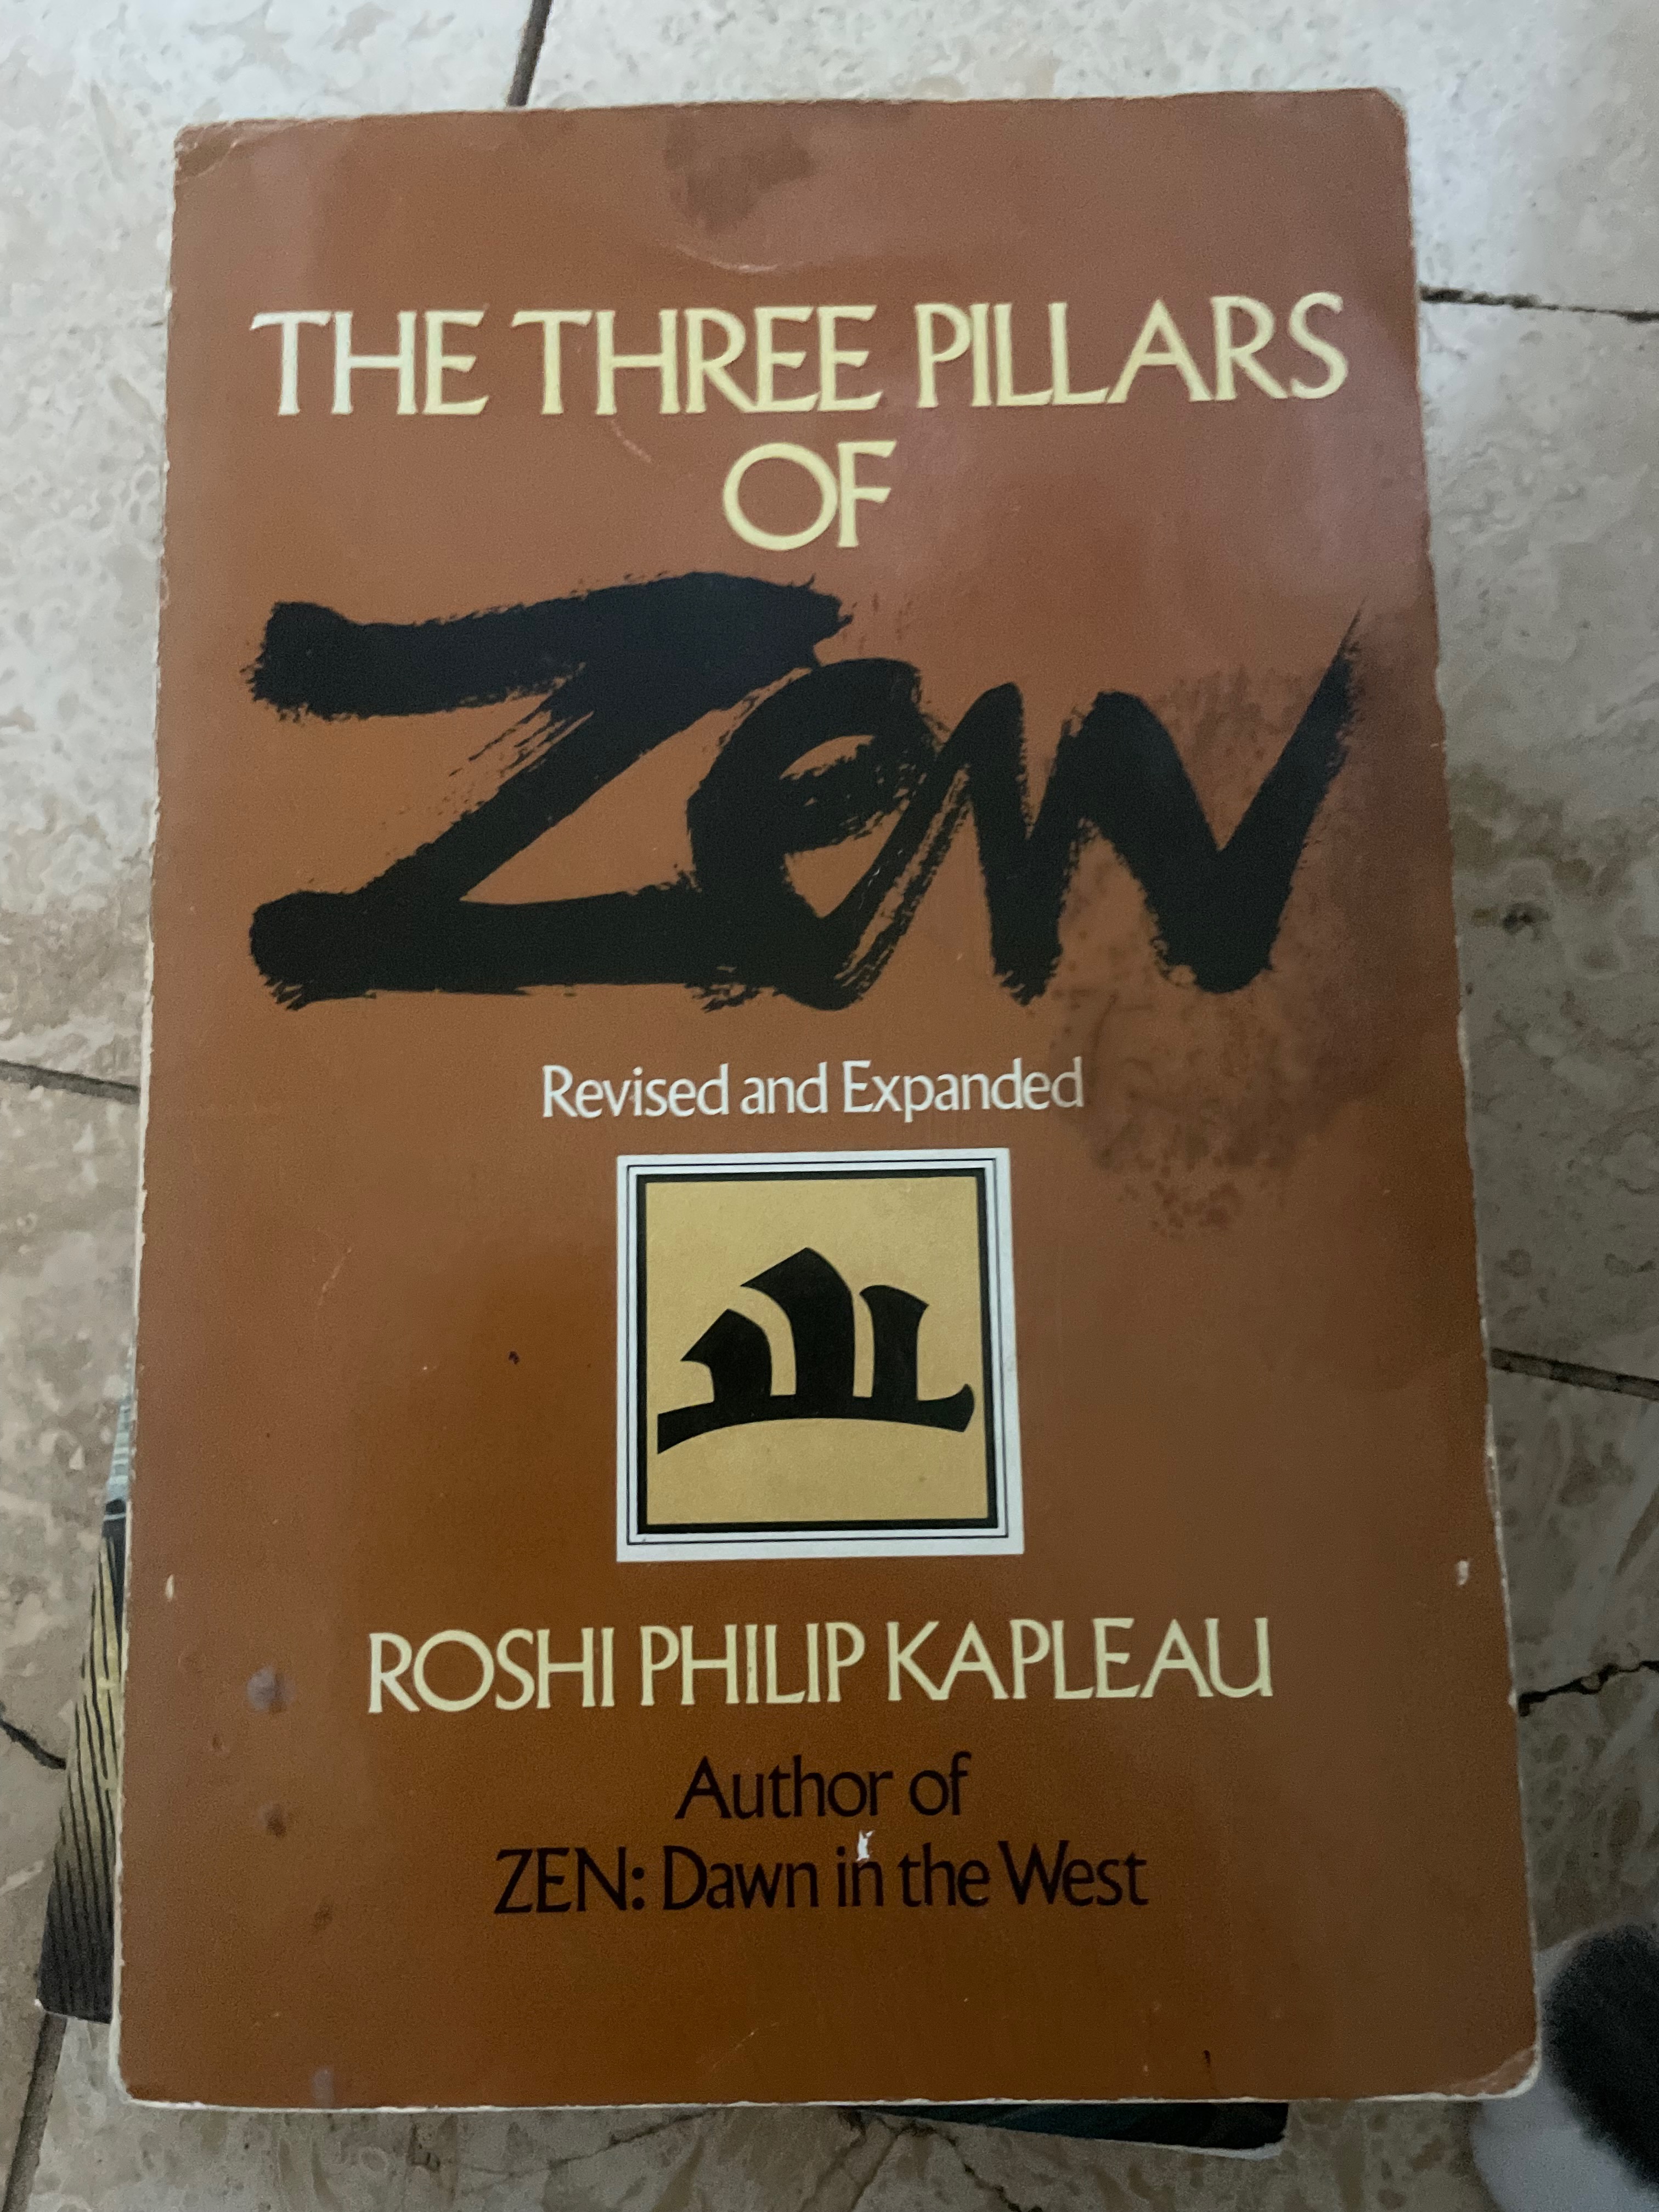 THE THREE PILLARS
OF
Zen
Revised and Expanded
ROSHI PHILIP KAPLEAU
Author of
ZEN: Dawn in the West